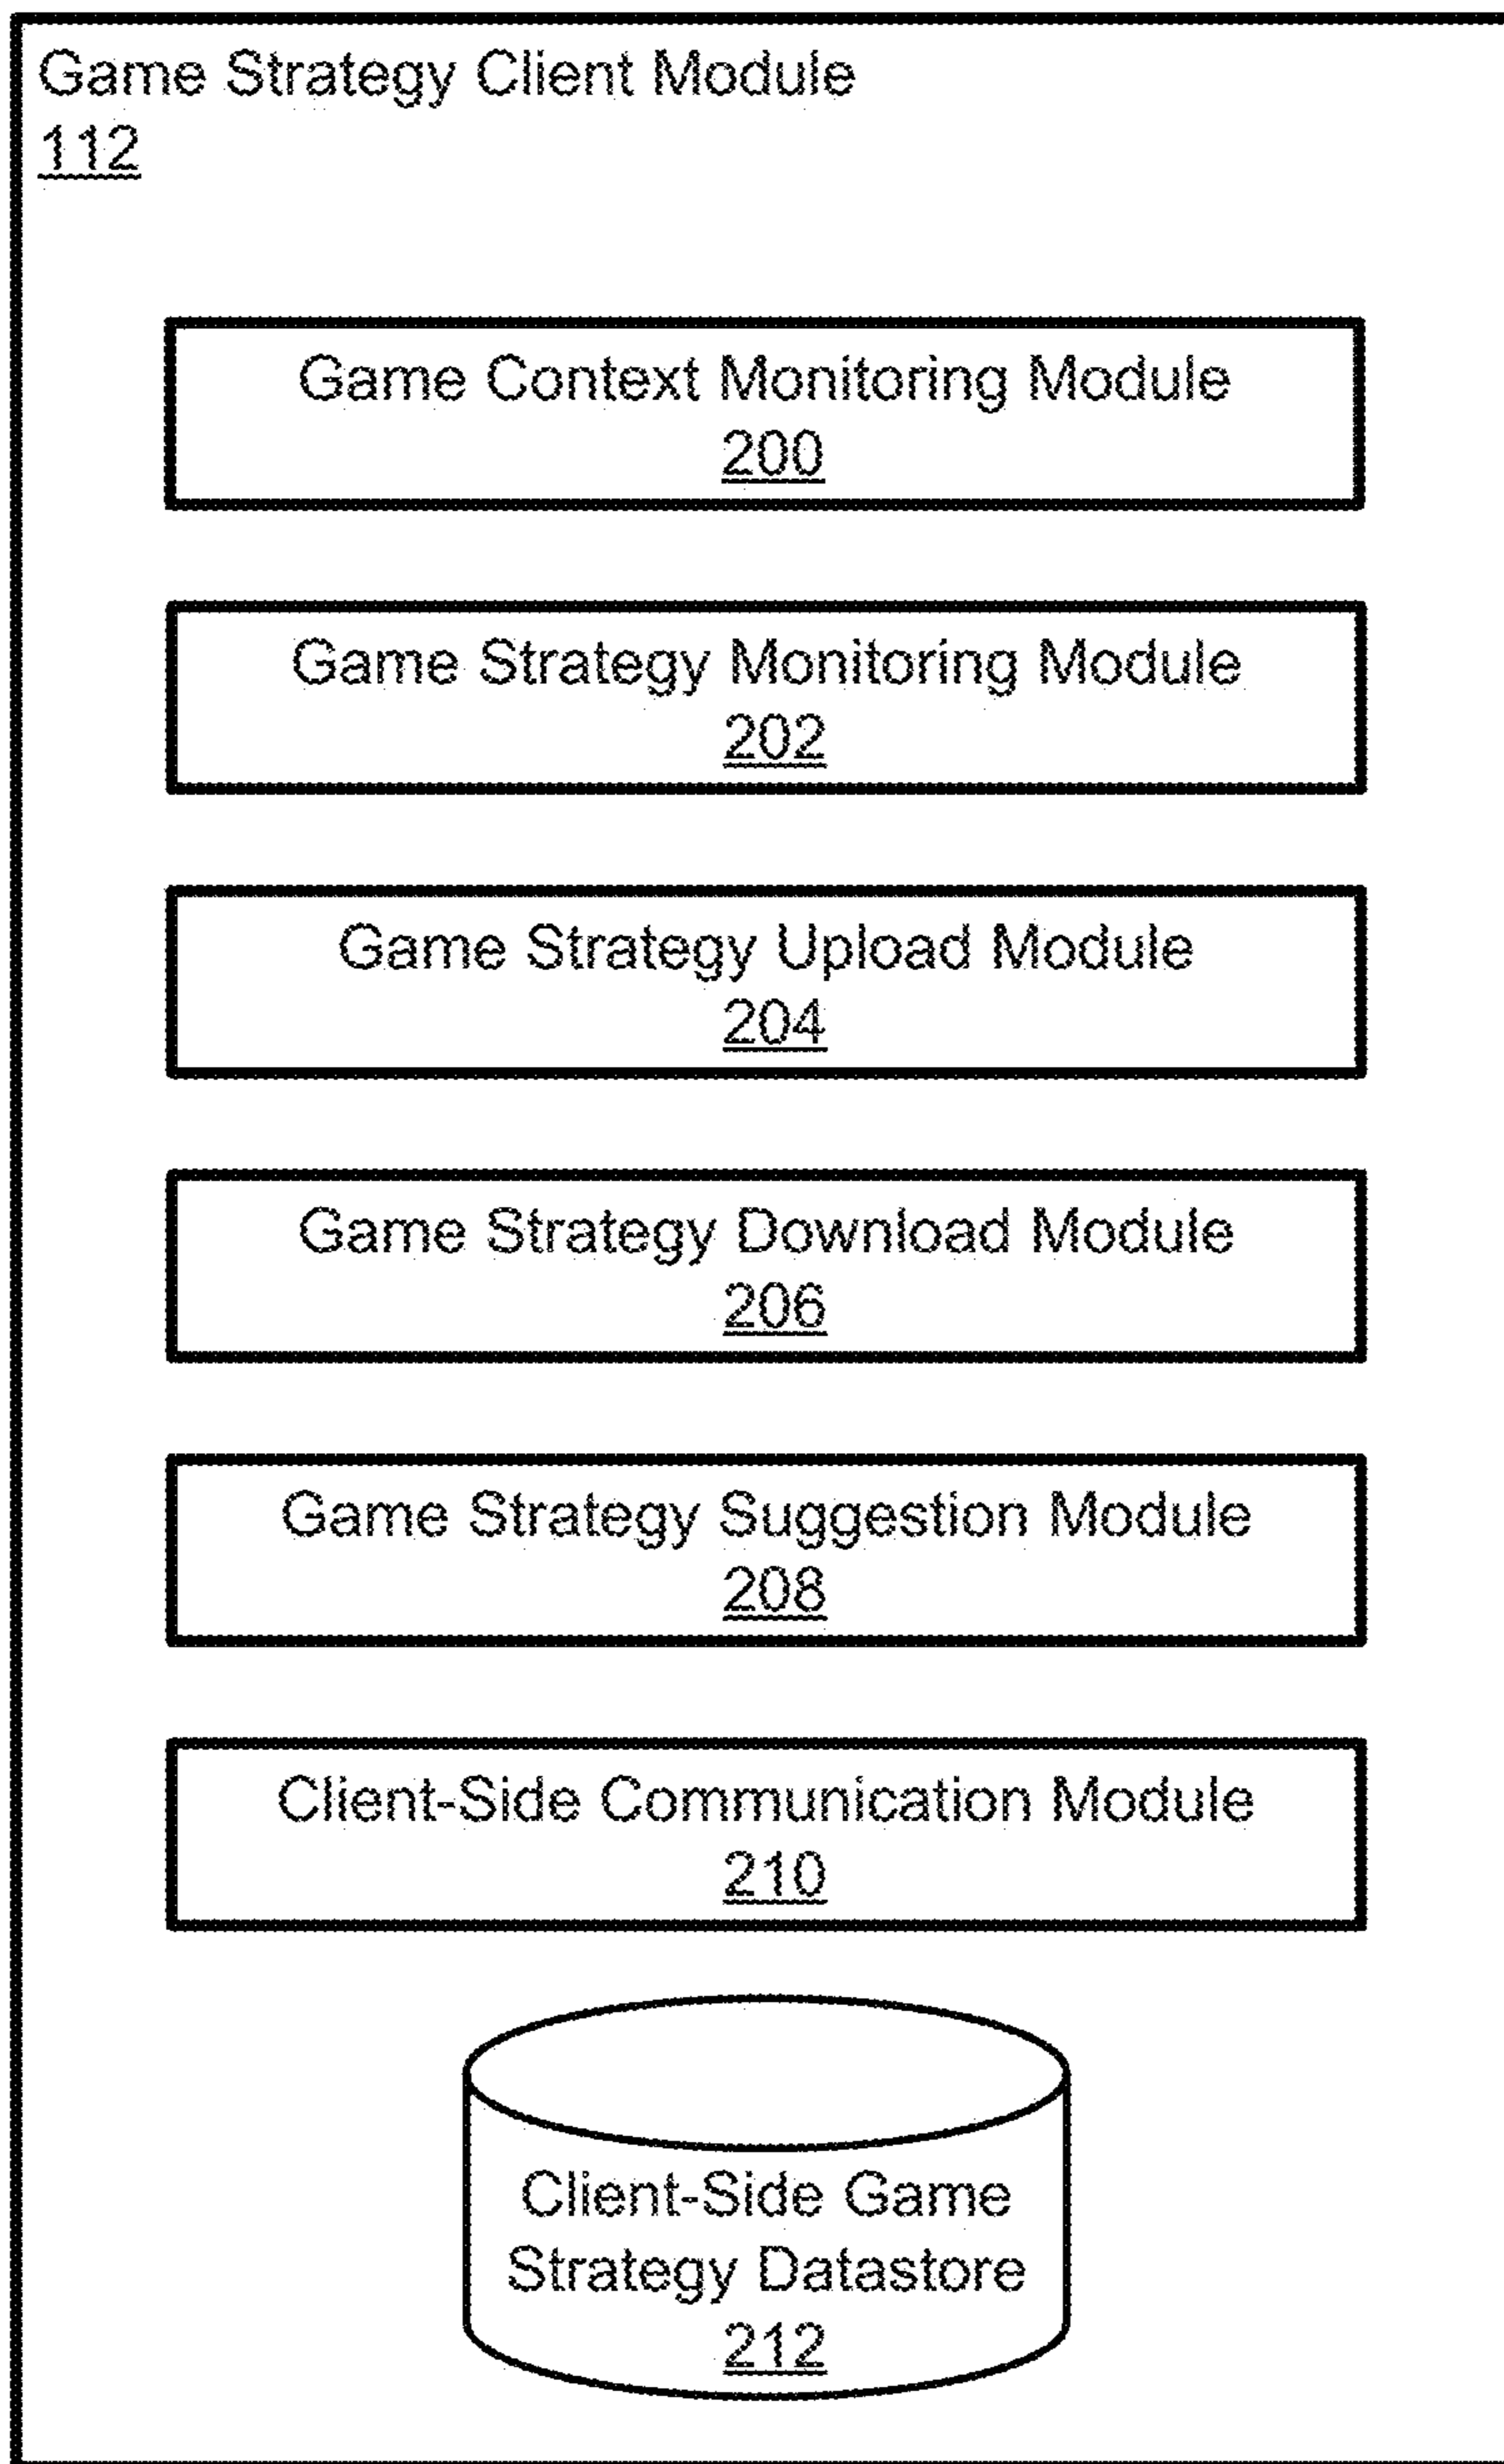 Game Strategy Client Module
112
Game Context Monitoring Module
200
Game Strategy Monitoring Module
202
Game Strategy Upload Module
204
Game Strategy Download Module
206
Game Strategy Suggestion Module
208
Client-Side Communication Module
210
Client-Side Game
Strategy Datastore
212